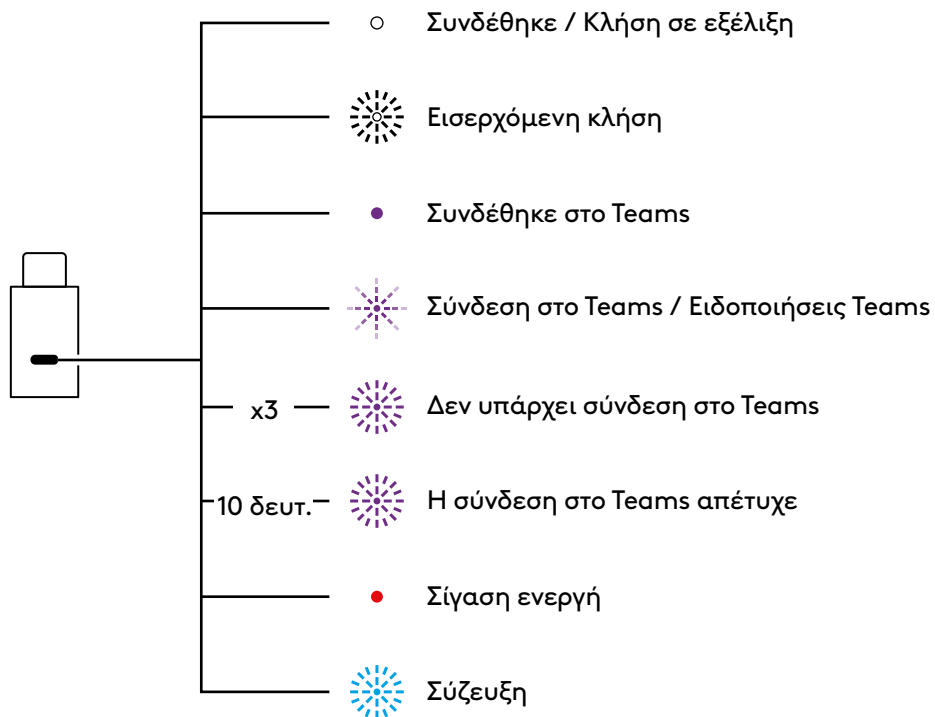 Συνδέθηκε / Κλήση σε εξέλιξη
Εισερχόμενη κλήση
Συνδέθηκε στο Teams
Σύνδεση στο Teams / Ειδοποιήσεις Teams
x3 Δεν υπάρχει σύνδεση στο Teams
10 δευτ. Η σύνδεση στο Teams απέτυχε
Σίγαση ενεργή
Σύζευξη